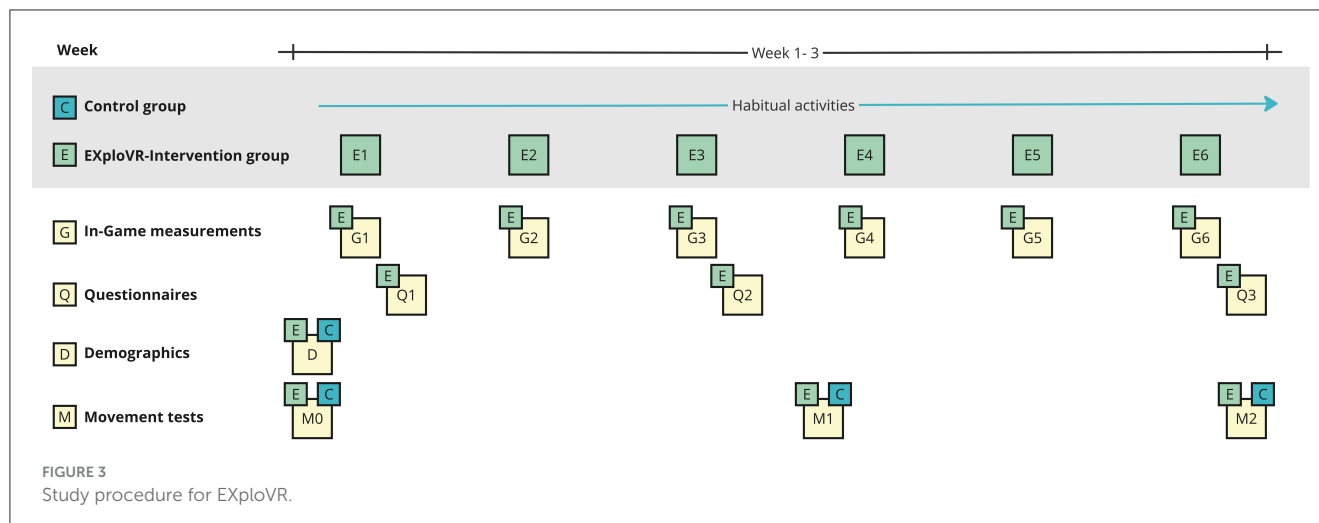 Week
Week 1- 3
C Control group
Habitual activities
E EXploVR-Intervention group
E1 E2 E3 E4 E5 E6
G In-Game measurements
E E E E E E
G1 G2 G3 G4 G5 G6
Q Questionnaires
E E E
Q1 Q2 Q3
D Demographics
E C
D
M Movement tests
E C E C E C
M0 M1 M2
FIGURE 3
Study procedure for EXploVR.